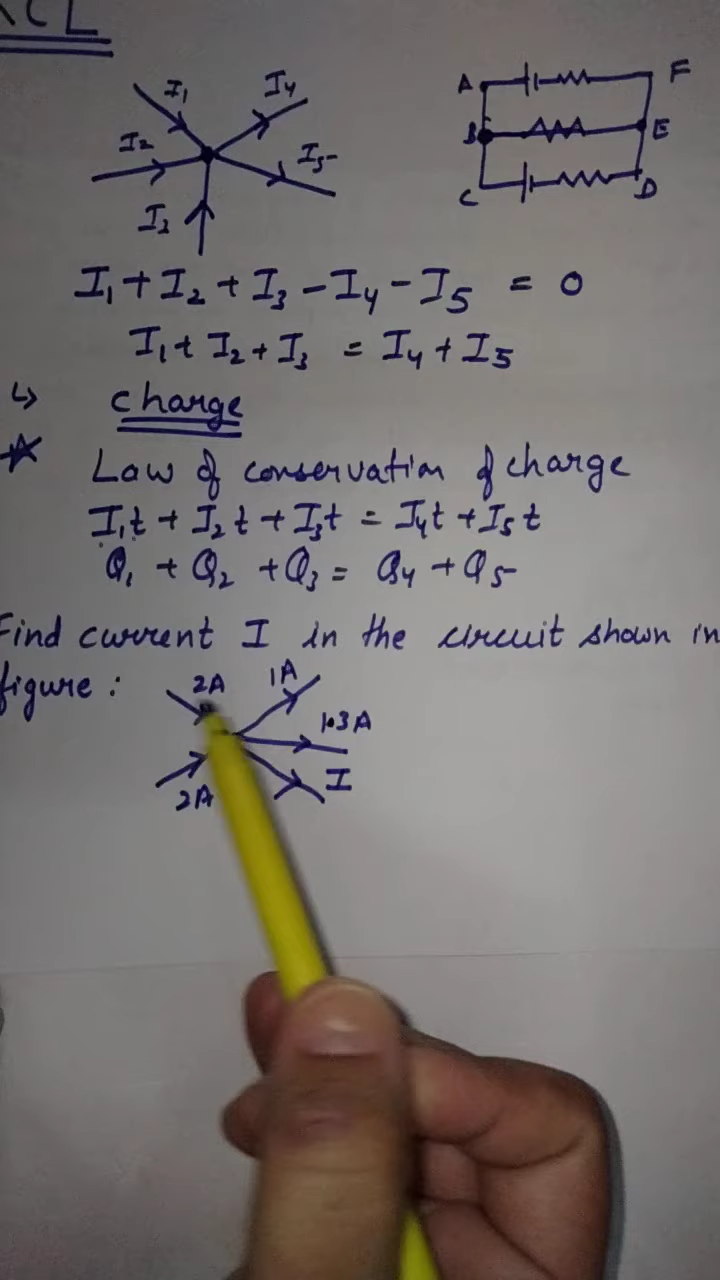 KCL
I₁ I₄
I₂ I₅
I₃
A F
B E
C D
I₁ + I₂ + I₃ - I₄ - I₅ = 0
I₁ + I₂ + I₃ = I₄ + I₅
↳ charge
★ Law of conservation of charge
I₁t + I₂t + I₃t = I₄t + I₅t
Q₁ + Q₂ + Q₃ = Q₄ + Q₅
Find current I in the circuit shown in
figure :
2A 1A
1.3A
2A I